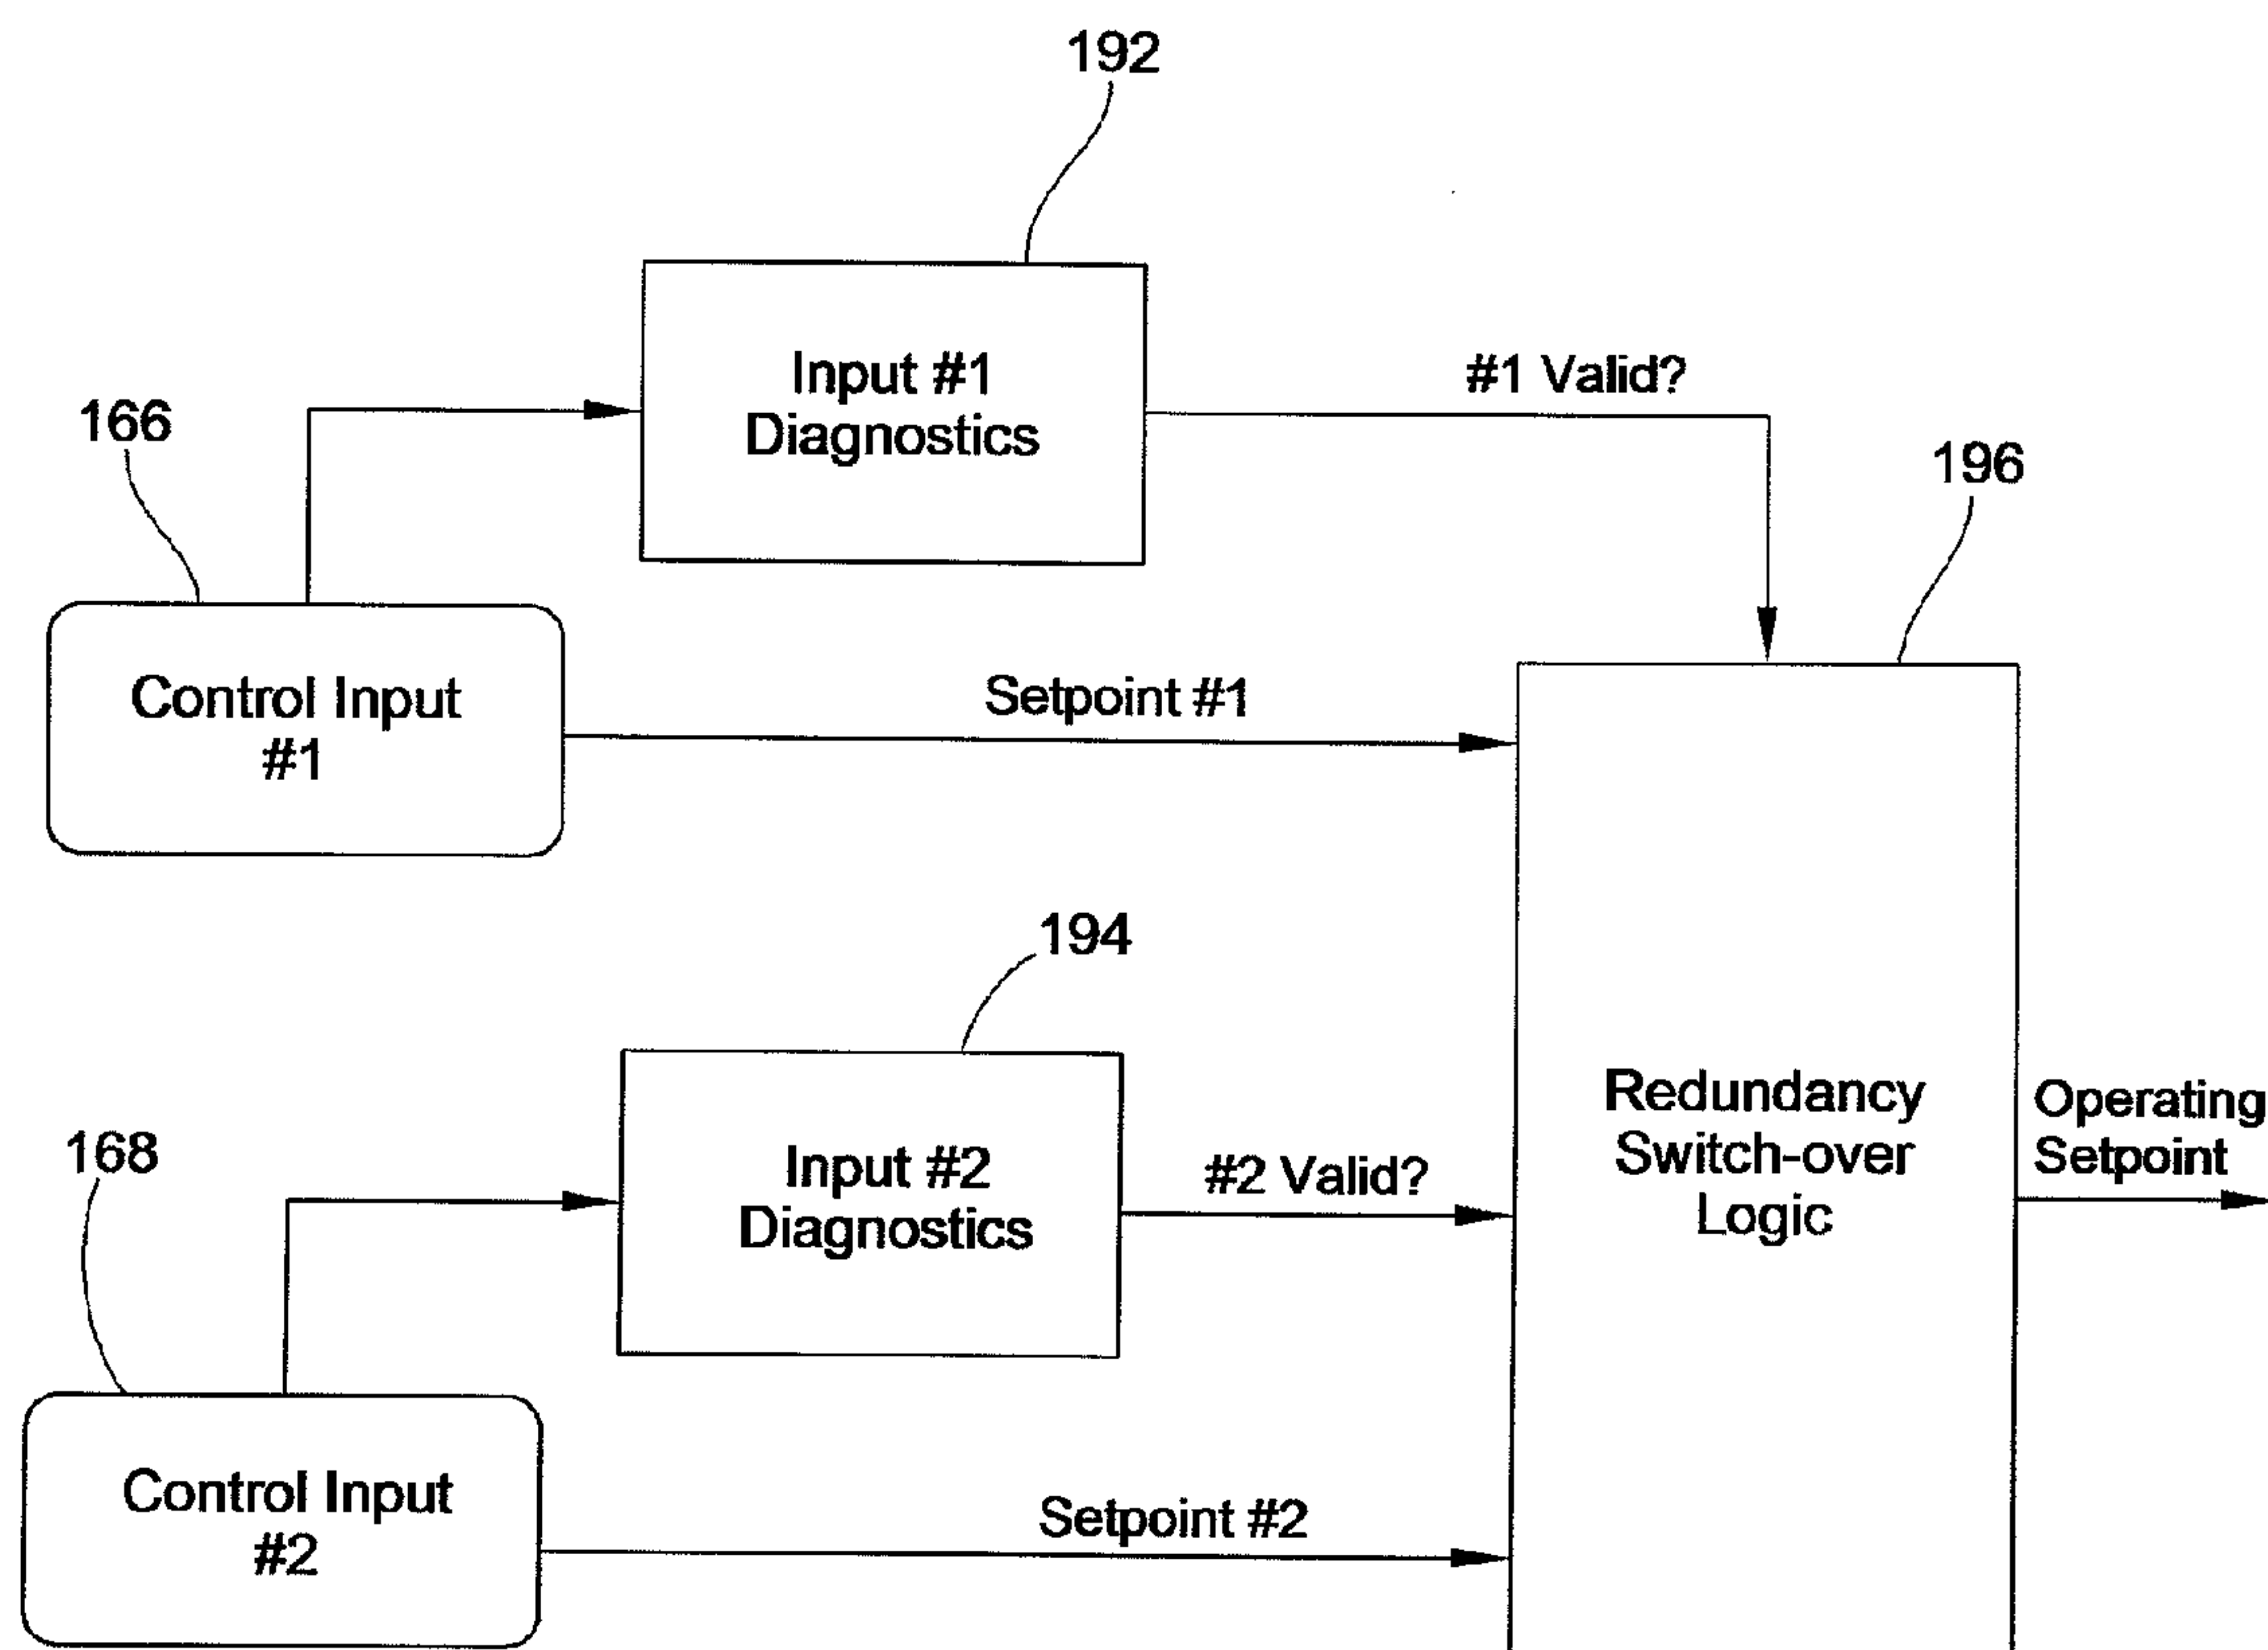 192
Input #1
Diagnostics
#1 Valid?
166
196
Control Input
#1
Setpoint #1
194
Input #2
Diagnostics
#2 Valid?
168
Redundancy
Switch-over
Logic
Operating
Setpoint
Control Input
#2
Setpoint #2